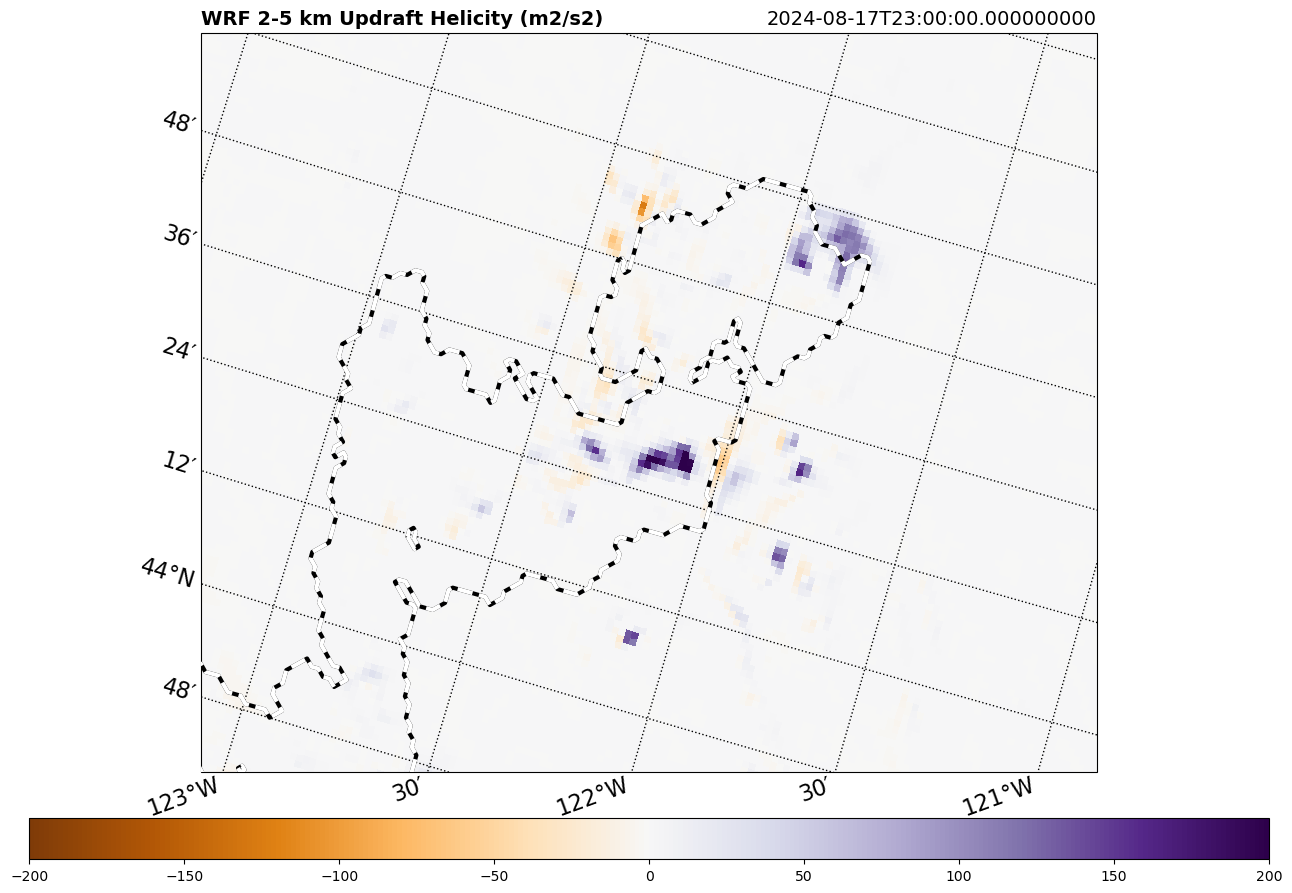 WRF 2-5 km Updraft Helicity (m2/s2) 2024-08-17T23:00:00.000000000
48′
36′
24′
12′
44°N
48′
123°W 30′ 122°W 30′ 121°W
−200 −150 −100 −50 0 50 100 150 200